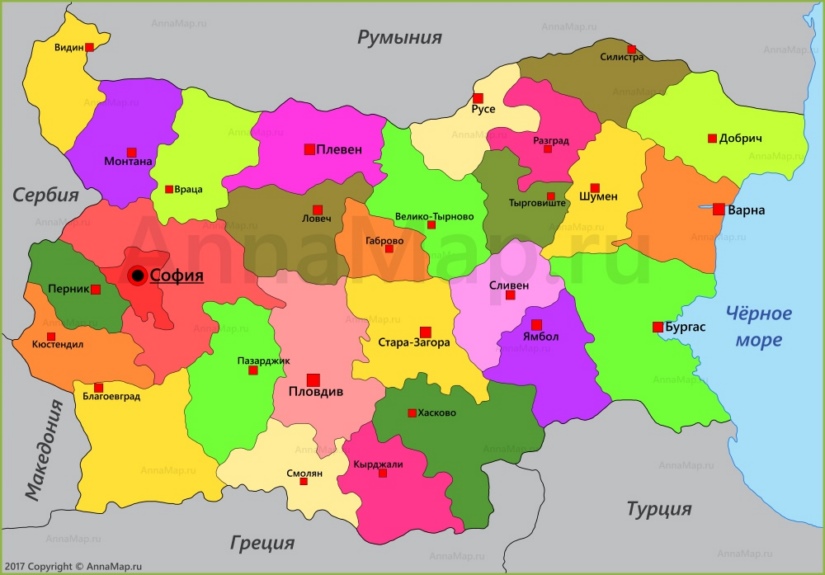 AnnaMap.ru
Румыния
Видин
Силистра
Русе
Добрич
Разград
Плевен
Монтана
Враца
Сербия
Тырговиште
Шумен
Варна
Ловеч
Велико-Тырново
Габрово
AnnaMap.ru
София
Перник
Сливен
Чёрное
море
Бургас
Ямбол
Кюстендил
Стара-Загора
Пазарджик
Пловдив
Благоевград
Хасково
Македония
Смолян
Кырджали
Турция
Греция
2017 Copyright © AnnaMap.ru